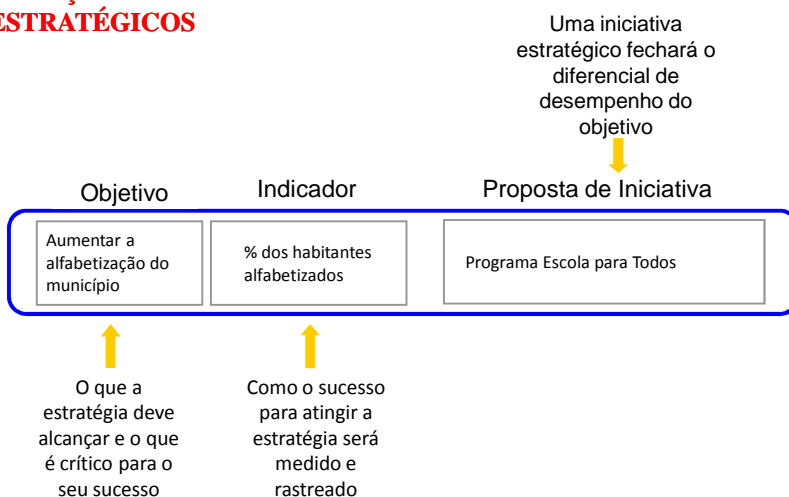 ESTRATÉGICOS
Uma iniciativa
estratégico fechará o
diferencial de
desempenho do
objetivo
Objetivo
Indicador
Proposta de Iniciativa
Aumentar a
alfabetização do
município
% dos habitantes
alfabetizados
Programa Escola para Todos
O que a
estratégia deve
alcançar e o que
é crítico para o
seu sucesso
Como o sucesso
para atingir a
estratégia será
medido e
rastreado